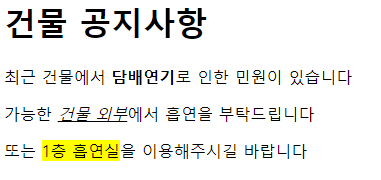 건물 공지사항
최근 건물에서 담배연기로 인한 민원이 있습니다
가능한 건물 외부에서 흡연을 부탁드립니다
또는 1층 흡연실을 이용해주시길 바랍니다